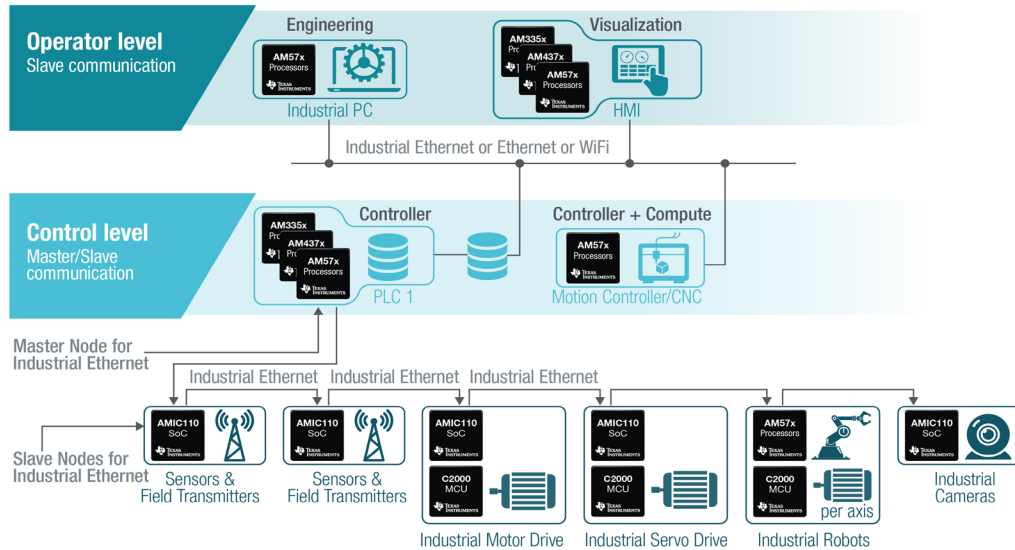 Operator level
Slave communication
Engineering
AM57x
Processors
TEXAS
INSTRUMENTS
Industrial PC
Visualization
AM335x
Pro
AM437x
P
AM57x
Processors
TEXAS
INSTRUMENTS
HMI
Industrial Ethernet or Ethernet or WiFi
Control level
Master/Slave
communication
Controller
AM335x
Pro
AM437x
P
AM57x
Processors
TEXAS
INSTRUMENTS
PLC 1
Controller + Compute
AM57x
Processors
TEXAS
INSTRUMENTS
Motion Controller/CNC
Master Node for
Industrial Ethernet
Industrial Ethernet
Industrial Ethernet
Industrial Ethernet
Slave Nodes for
Industrial Ethernet
AMIC110
SoC
TEXAS
INSTRUMENTS
Sensors &
Field Transmitters
AMIC110
SoC
TEXAS
INSTRUMENTS
Sensors &
Field Transmitters
AMIC110
SoC
TEXAS
INSTRUMENTS
C2000
MCU
TEXAS
INSTRUMENTS
Industrial Motor Drive
AMIC110
SoC
TEXAS
INSTRUMENTS
C2000
MCU
TEXAS
INSTRUMENTS
Industrial Servo Drive
AM57x
Processors
TEXAS
INSTRUMENTS
C2000
MCU
TEXAS
INSTRUMENTS
per axis
Industrial Robots
AMIC110
SoC
TEXAS
INSTRUMENTS
Industrial
Cameras